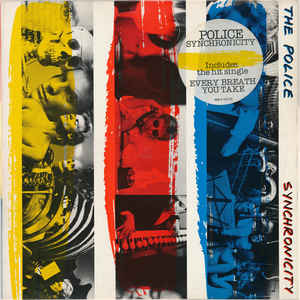 POLICE
SYNCHRONICITY
Includes
the hit single
EVERY BREATH
YOU TAKE
THE POLICE
SYNCHRONICITY